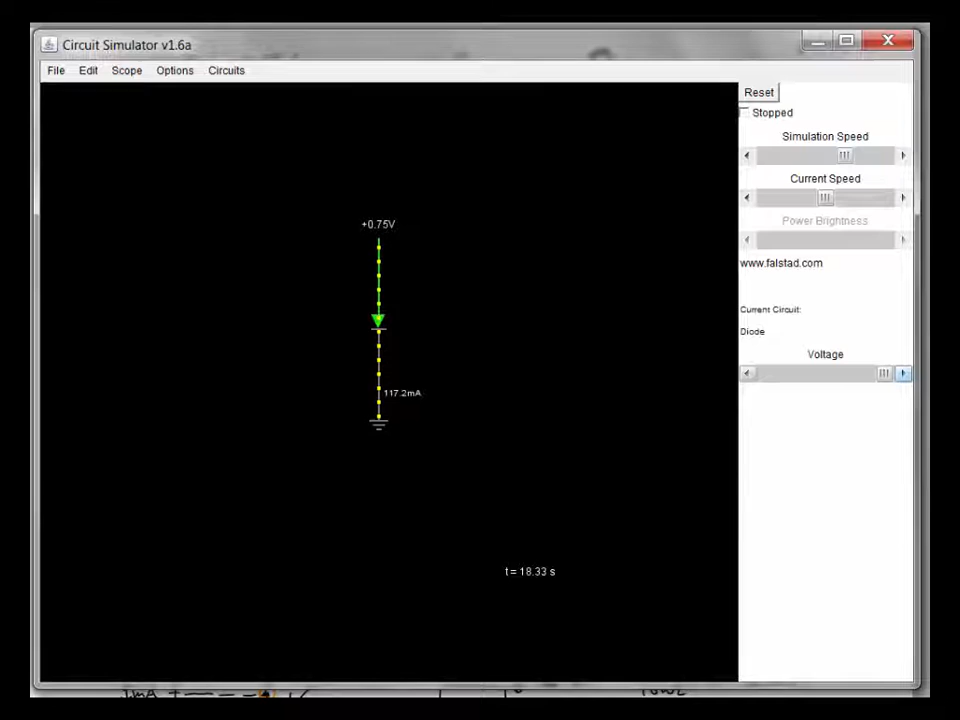 Circuit Simulator v1.6a
File Edit Scope Options Circuits
Reset
Stopped
Simulation Speed
Current Speed
Power Brightness
www.falstad.com
Current Circuit:
Diode
Voltage
+0.75V
117.2mA
t= 18.33 s